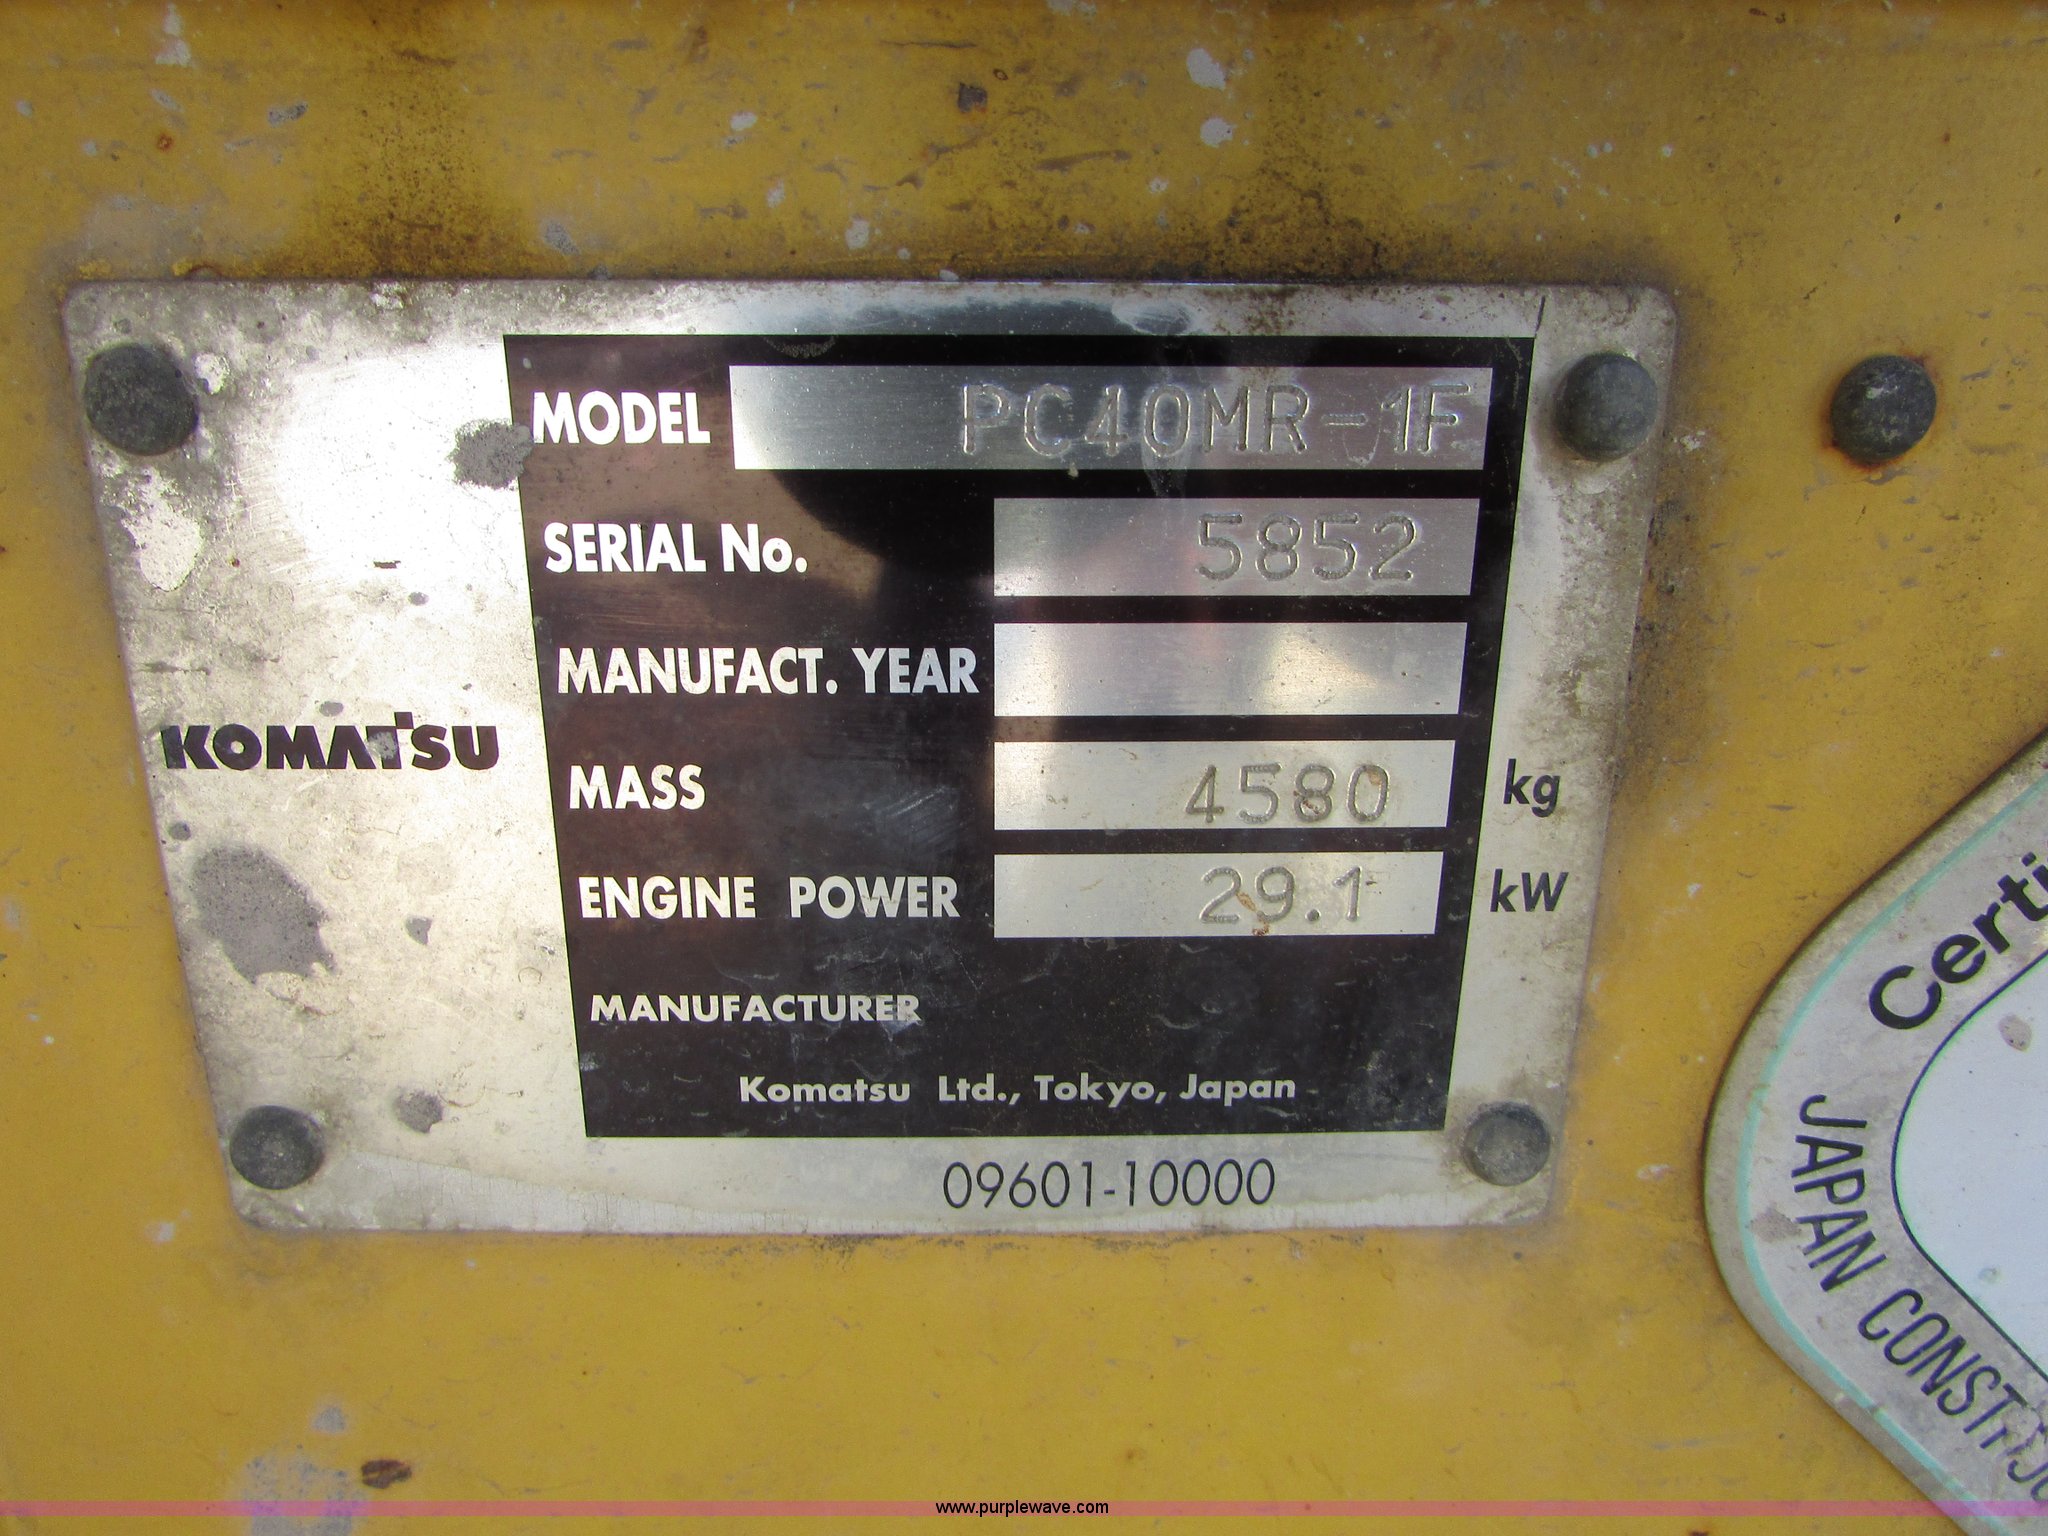 MODEL PC40MR-1F
SERIAL No. 5852
MANUFACT. YEAR
KOMATSU
MASS 4580 kg
ENGINE POWER 29.1 kW
MANUFACTURER
Komatsu Ltd., Tokyo, Japan
09601-10000
Certi
JAPAN CONSTRUC
www.purplewave.com